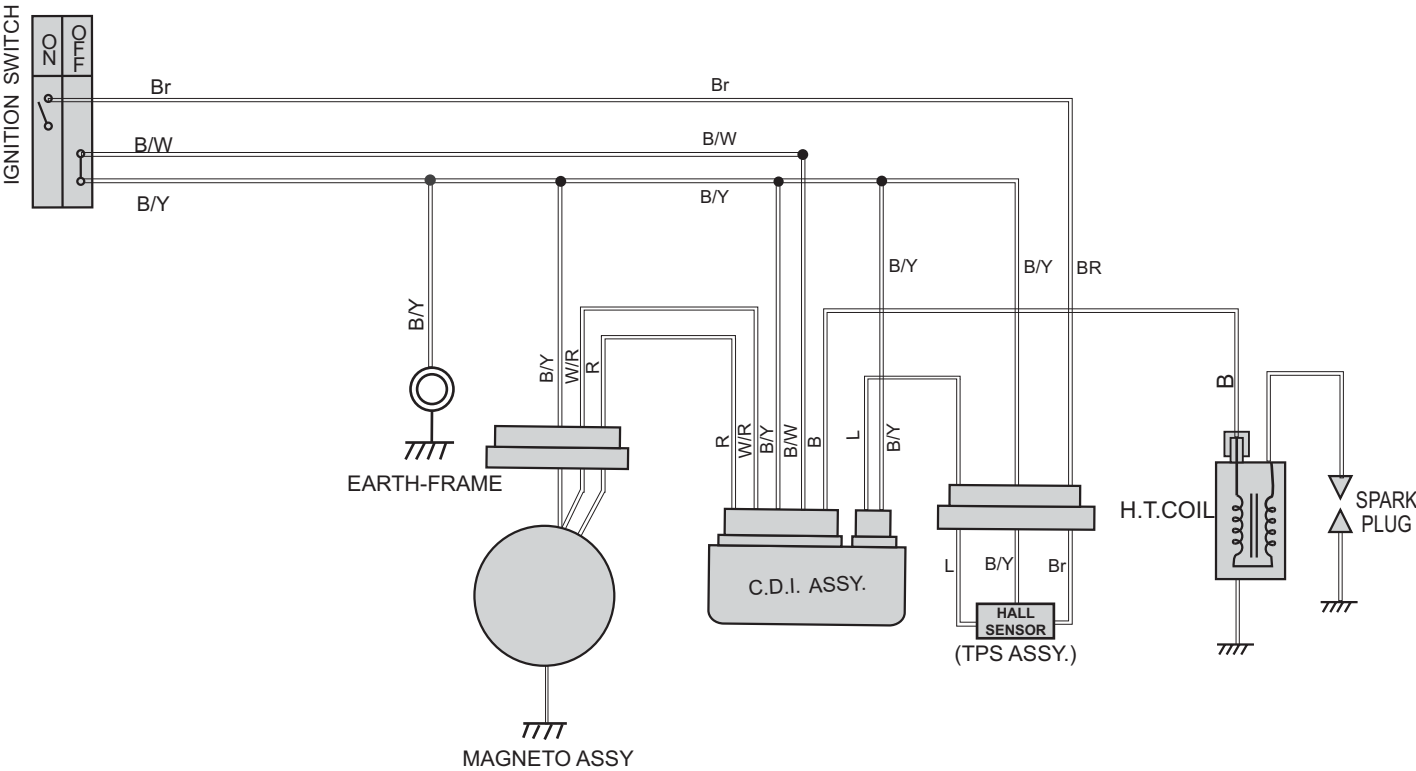 IGNITION SWITCH
ON
OFF
Br
Br
B/W
B/W
B/Y
B/Y
B/Y
B/Y
BR
B/Y
B/Y
W/R
R
R
W/R
B/Y
B/W
B
L
B/Y
B
EARTH-FRAME
H.T.COIL
SPARK
PLUG
C.D.I. ASSY.
L
B/Y
Br
HALL
SENSOR
(TPS ASSY.)
MAGNETO ASSY